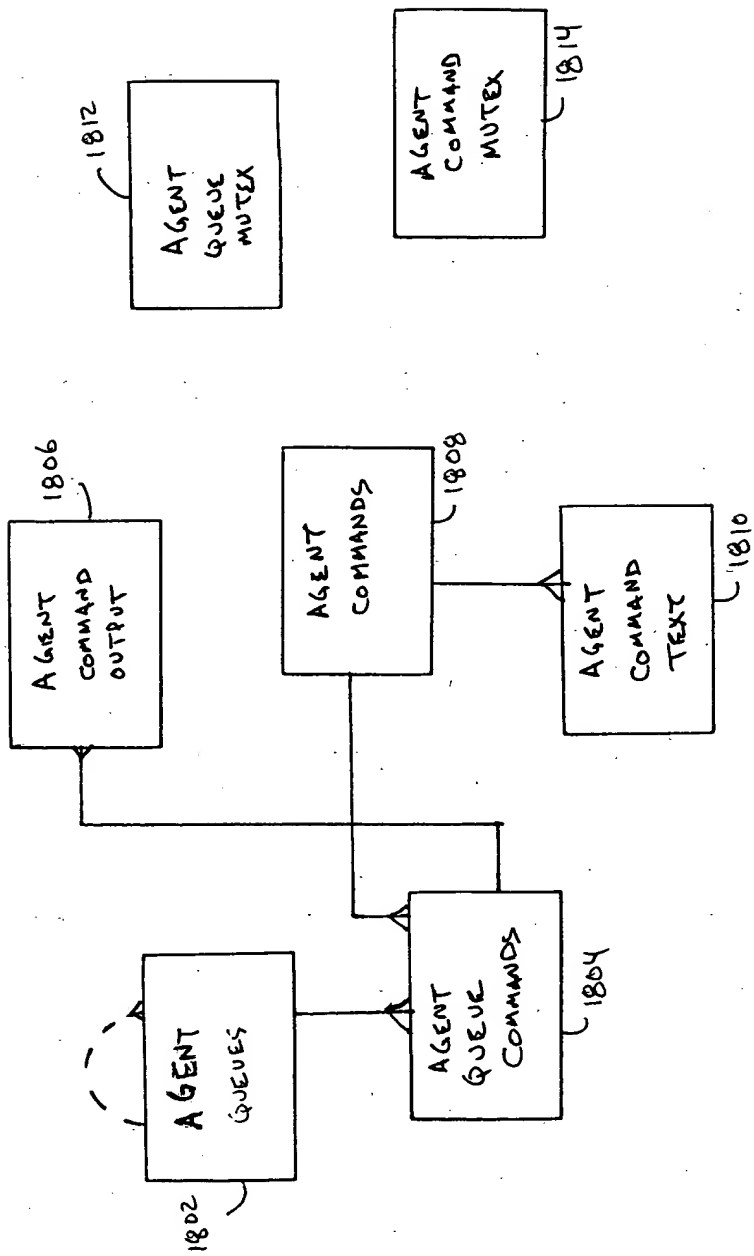 1802
AGENT
QUEUES
AGENT
QUEUE
COMMANDS
1804
AGENT
COMMAND
OUTPUT
1806
AGENT
COMMANDS
1808
AGENT
COMMAND
TEXT
1810
AGENT
QUEUE
MUTEX
1812
AGENT
COMMAND
MUTEX
1814